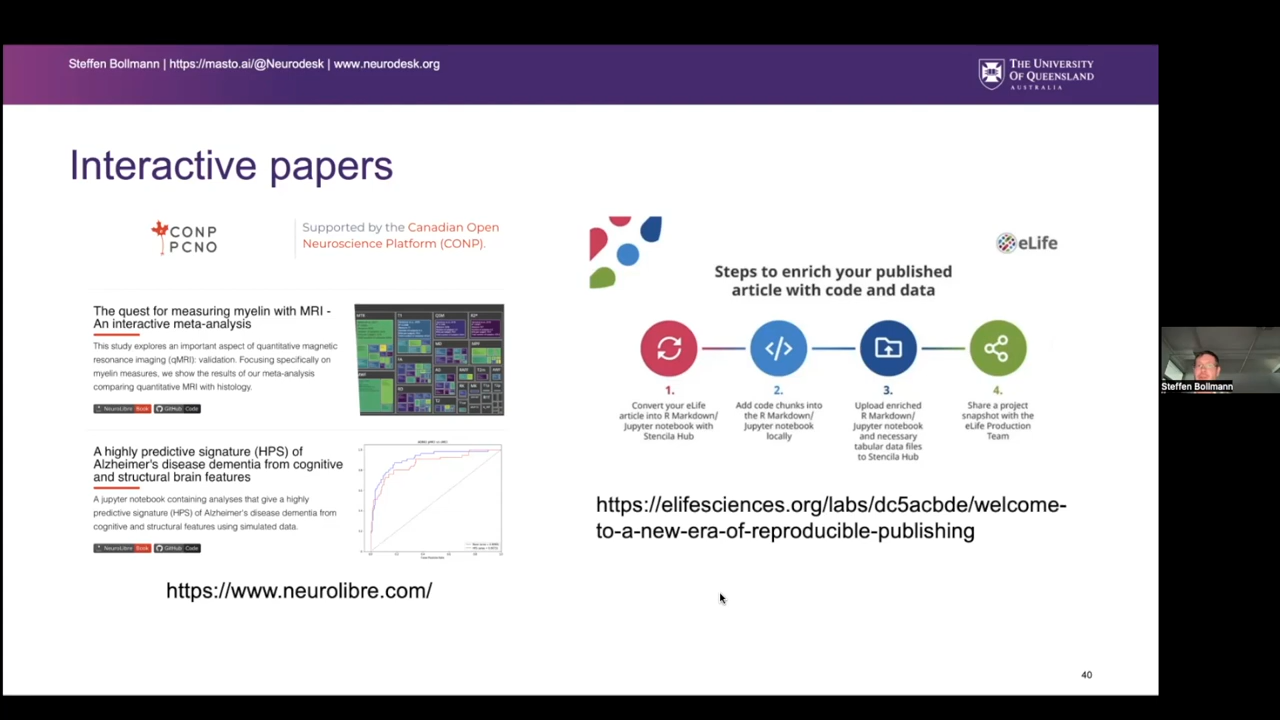 Steffen Bollmann | https://masto.ai/@Neurodesk | www.neurodesk.org
THE UNIVERSITY
OF QUEENSLAND
AUSTRALIA
Interactive papers
CONP
PCNO
Supported by the Canadian Open
Neuroscience Platform (CONP).
The quest for measuring myelin with MRI -
An interactive meta-analysis
This study explores an important aspect of quantitative magnetic
resonance imaging (qMRI): validation. Focusing specifically on
myelin measures, we show the results of our meta-analysis
comparing quantitative MRI with histology.
NeuroLibre Book GitHub Code
A highly predictive signature (HPS) of
Alzheimer's disease dementia from cognitive
and structural brain features
A jupyter notebook containing analyses that give a highly
predictive signature (HPS) of Alzheimer's disease dementia from
cognitive and structural features using simulated data.
NeuroLibre Book GitHub Code
https://www.neurolibre.com/
eLife
Steps to enrich your published
article with code and data
1.
Convert your eLife
article into R Markdown/
Jupyter notebook with
Stencila Hub
2.
Add code chunks into
the R Markdown/
Jupyter notebook
locally
3.
Upload enriched
R Markdown/
Jupyter notebook
and necessary
tabular data files
to Stencila Hub
4.
Share a project
snapshot with the
eLife Production
Team
https://elifesciences.org/labs/dc5acbde/welcome-
to-a-new-era-of-reproducible-publishing
40
Steffen Bollmann